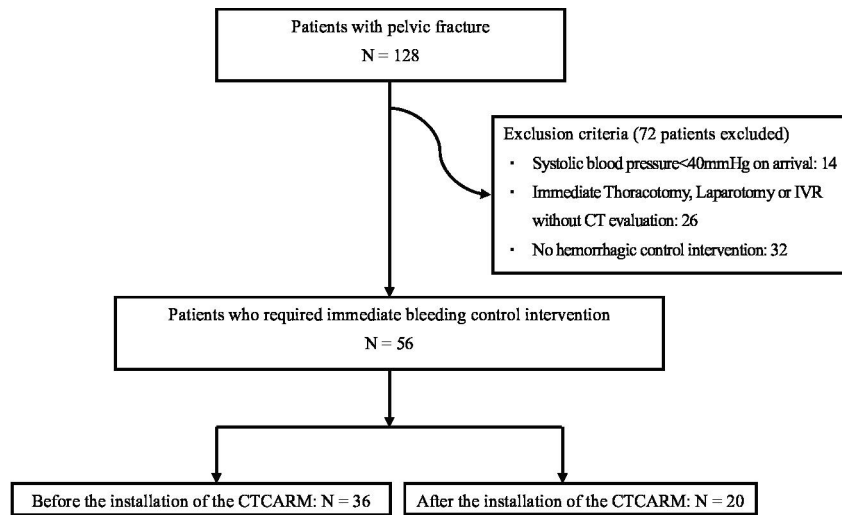 Patients with pelvic fracture
N = 128
Exclusion criteria (72 patients excluded)
・ Systolic blood pressure<40mmHg on arrival: 14
・ Immediate Thoracotomy, Laparotomy or IVR
without CT evaluation: 26
・ No hemorrhagic control intervention: 32
Patients who required immediate bleeding control intervention
N = 56
Before the installation of the CTCARM: N = 36
After the installation of the CTCARM: N = 20